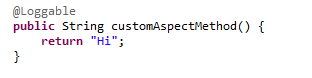 @Loggable
public String customAspectMethod() {
    return "Hi";
}